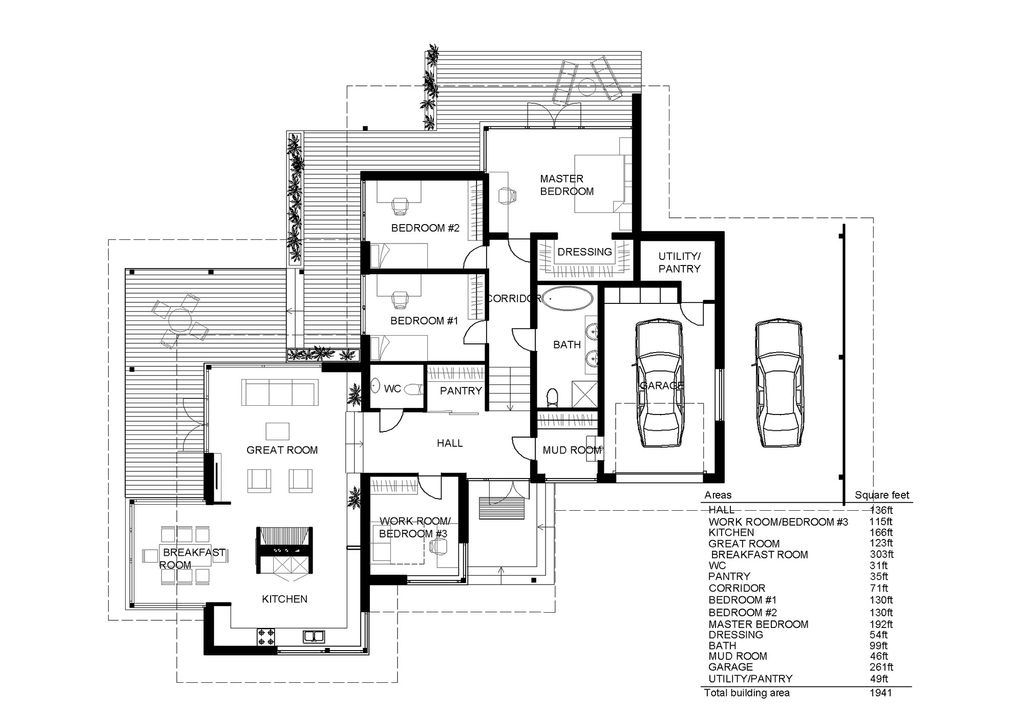 MASTER
BEDROOM
BEDROOM #2
DRESSING
UTILITY/
PANTRY
CORRIDOR
BEDROOM #1
BATH
GARAGE
WC
PANTRY
HALL
MUD ROOM
GREAT ROOM
WORK ROOM/
BEDROOM #3
BREAKFAST
ROOM
KITCHEN
Areas Square feet
HALL 136ft
WORK ROOM/BEDROOM #3 115ft
KITCHEN 166ft
GREAT ROOM 123ft
BREAKFAST ROOM 303ft
WC 31ft
PANTRY 35ft
CORRIDOR 71ft
BEDROOM #1 130ft
BEDROOM #2 130ft
MASTER BEDROOM 192ft
DRESSING 54ft
BATH 99ft
MUD ROOM 46ft
GARAGE 261ft
UTILITY/PANTRY 49ft
Total building area 1941